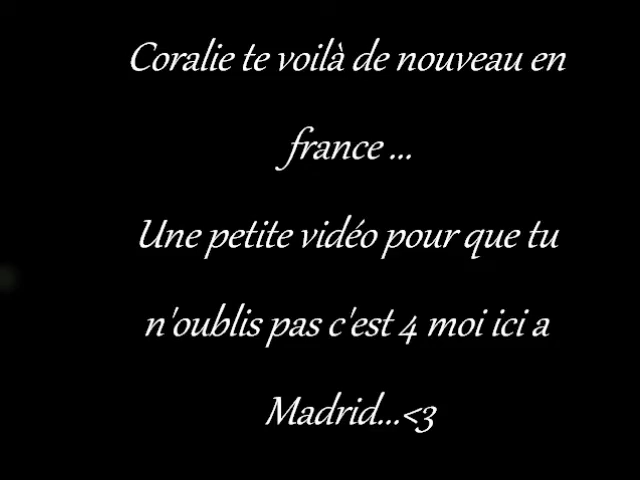 Coralie te voilà de nouveau en
france ...
Une petite vidéo pour que tu
n'oublis pas c'est 4 moi ici a
Madrid...<3